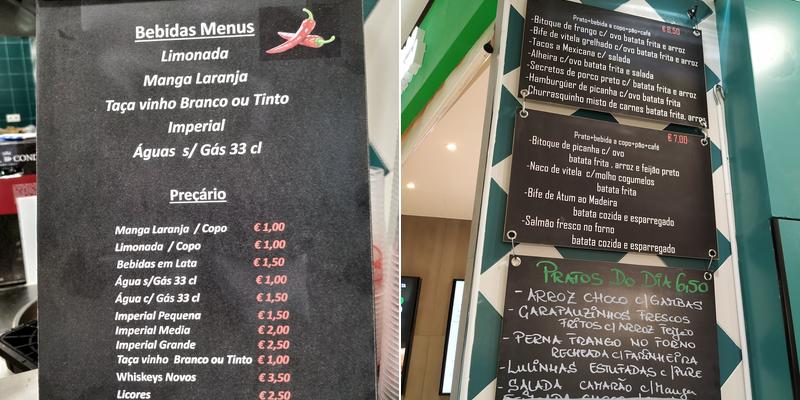 Bebidas Menus
Limonada
Manga Laranja
Taça vinho Branco ou Tinto
Imperial
Águas s/ Gás 33 cl
Preçário
Manga Laranja / Copo € 1,00
Limonada / Copo € 1,00
Bebidas em Lata € 1,50
Água s/Gás 33 cl € 1,00
Água c/ Gás 33 cl € 1,50
Imperial Pequena € 1,50
Imperial Media € 2,00
Imperial Grande € 2,50
Taça vinho Branco ou Tinto € 1,00
Whiskeys Novos € 3,50
Licores € 2,50
COND
Prato+bebida a copo+pão+café
-Bitoque de frango c/ovo batata frita e arroz
-Bife de vitela grelhado c/ovo batata frita e arroz
-Tacos a Mexicana c/ salada
-Alheira c/ovo batata frita e salada
-Secretos de porco preto c/ batata frita e arroz
-Hambúrguer de picanha c/ovo batata frita
Churrasquinho misto de carnes batata frita, arroz
Prato+bebida a copo+pão+café € 7,00
-Bitoque de picanha c/ ovo
batata frita , arroz e feijão preto
-Naco de vitela c/molho cogumelos
batata frita
-Bife de Atum ao Madeira
batata cozida e esparregado
-Salmão fresco no forno
batata cozida e esparregado
PRATOS DO DIA 6,50
- ARROZ CHOCO C/GAMBAS
- GARAPAUZINHOS FRESCOS
FRITOS C/ARROZ FEIJÃO
- PERNA FRANGO NO FORNO
RECHEADA C/FARINHEIRA
-LULINHAS ESTUFADAS C/PURE
-SALADA CAMARÃO C/Manga